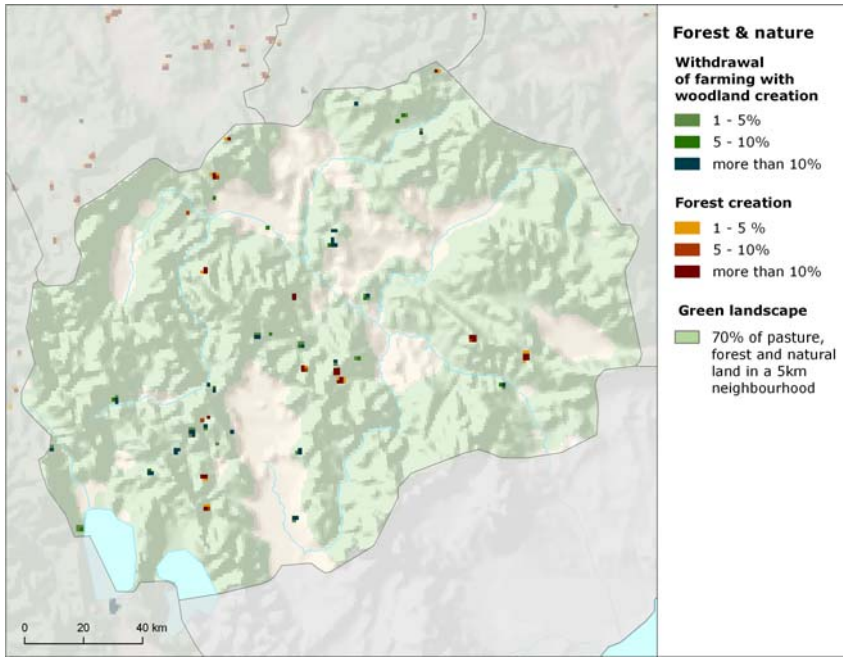 Forest & nature
Withdrawal
of farming with
woodland creation
1 - 5%
5 - 10%
more than 10%
Forest creation
1 - 5 %
5 - 10%
more than 10%
Green landscape
70% of pasture,
forest and natural
land in a 5km
neighbourhood
0 20 40 km